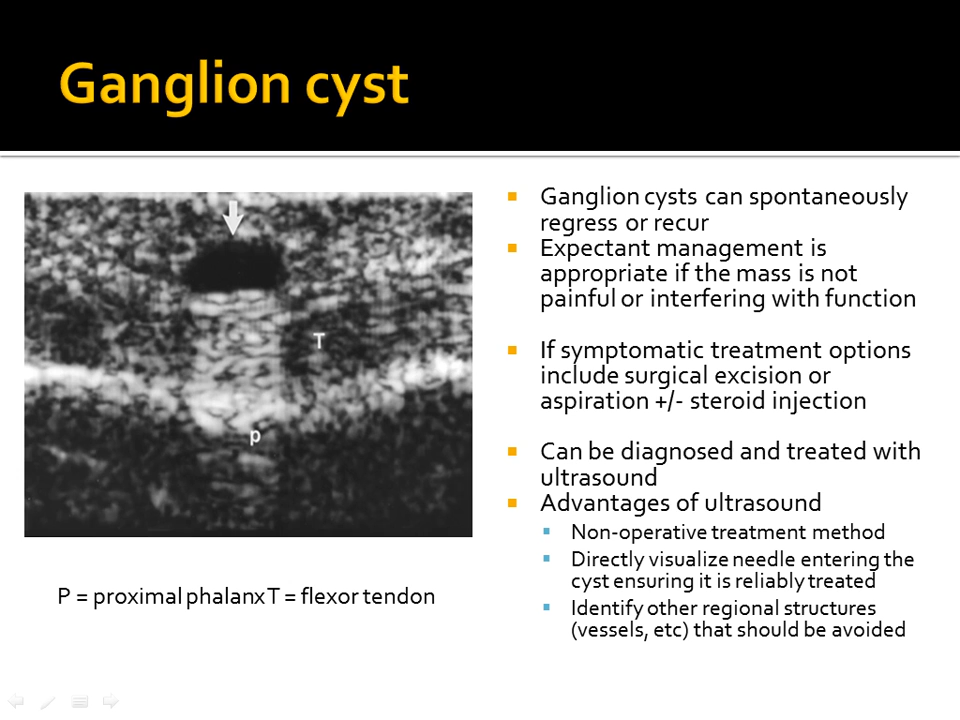 Ganglion cyst
T
p
P = proximal phalanx T = flexor tendon
Ganglion cysts can spontaneously
regress or recur
Expectant management is
appropriate if the mass is not
painful or interfering with function
If symptomatic treatment options
include surgical excision or
aspiration +/- steroid injection
Can be diagnosed and treated with
ultrasound
Advantages of ultrasound
Non-operative treatment method
Directly visualize needle entering the
cyst ensuring it is reliably treated
Identify other regional structures
(vessels, etc) that should be avoided